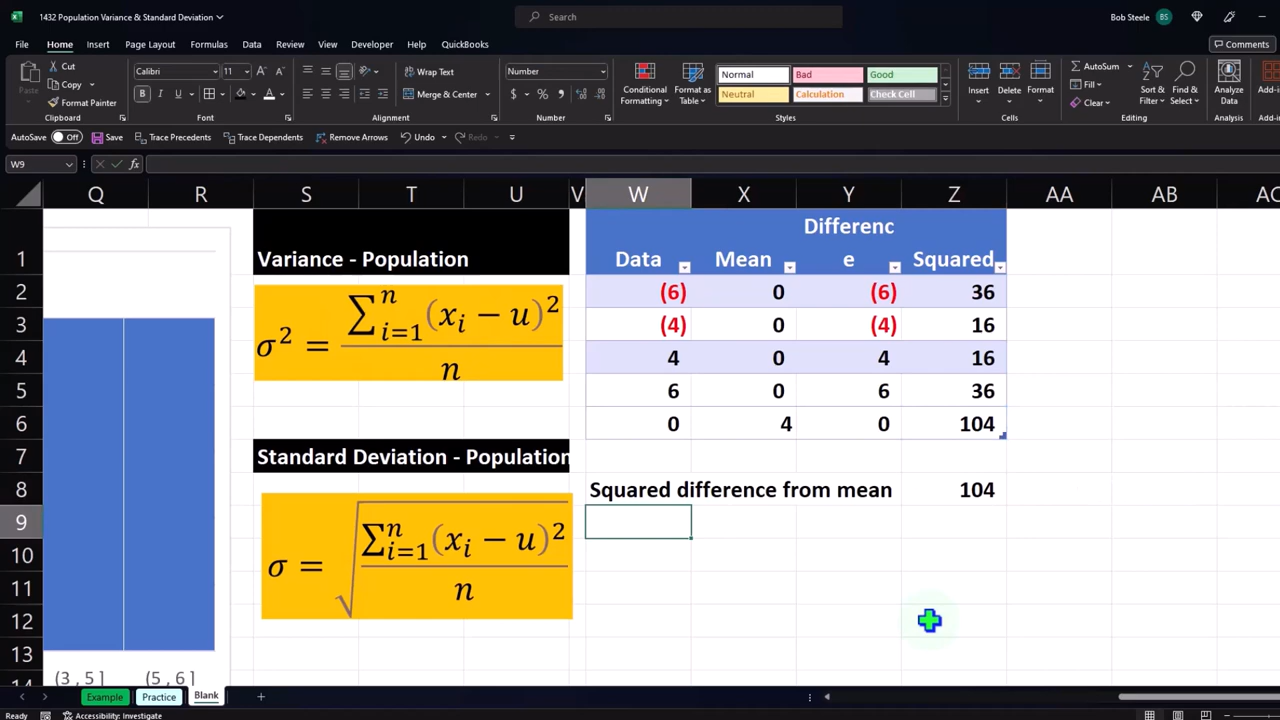 1432 Population Variance & Standard Deviation
Search
Bob Steele
BS
File Home Insert Page Layout Formulas Data Review View Developer Help QuickBooks
Comments
Paste
Cut
Copy
Format Painter
Clipboard
Calibri
11
B I U
Font
Wrap Text
Merge & Center
Alignment
Number
$ % ,
Number
Conditional Formatting
Format as Table
Normal Bad Good
Neutral Calculation Check Cell
Styles
Insert Delete Format
Cells
AutoSum
Fill
Clear
Sort & Filter
Find & Select
Editing
Analyze Data
Analysis
Add-in
AutoSave Off Save Trace Precedents Trace Dependents Remove Arrows Undo Redo
W9
fx
Q R S T U V W X Y Z AA AB AC
1 Variance - Population Data Mean Differenc
e Squared
2 (6) 0 (6) 36
3 (4) 0 (4) 16
4 4 0 4 16
5 6 0 6 36
6 0 4 0 104
σ² = ∑ⁿᵢ₌₁(xᵢ − u)² / n
7 Standard Deviation - Population
8 Squared difference from mean 104
9
10
11
12
13
14
σ = √(∑ⁿᵢ₌₁(xᵢ − u)² / n)
(3 , 5] (5 , 6]
Example Practice Blank
Ready Accessibility: Investigate